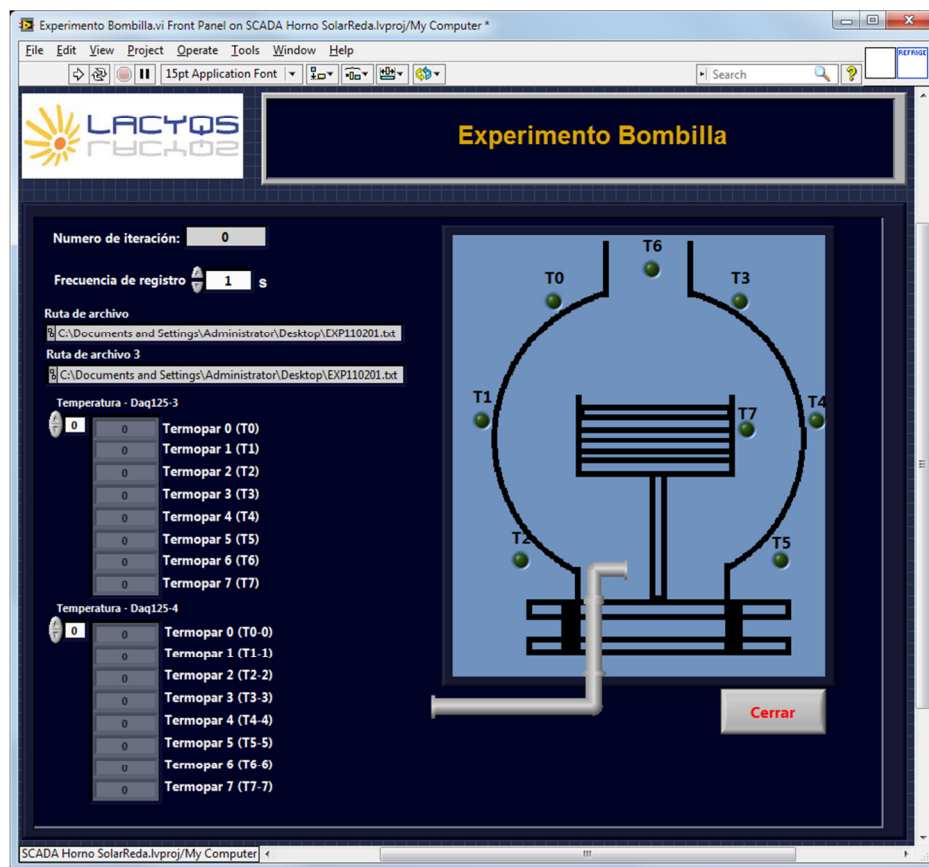 Experimento Bombilla.vi Front Panel on SCADA Horno SolarReda.lvproj/My Computer *
File Edit View Project Operate Tools Window Help
15pt Application Font Search
REFRIGE
LACYQS
Experimento Bombilla
Numero de iteración: 0
Frecuencia de registro 1 s
Ruta de archivo
C:\Documents and Settings\Administrator\Desktop\EXP110201.txt
Ruta de archivo 3
C:\Documents and Settings\Administrator\Desktop\EXP110201.txt
Temperatura - Daq125-3
0
0 Termopar 0 (T0)
0 Termopar 1 (T1)
0 Termopar 2 (T2)
0 Termopar 3 (T3)
0 Termopar 4 (T4)
0 Termopar 5 (T5)
0 Termopar 6 (T6)
0 Termopar 7 (T7)
Temperatura - Daq125-4
0
0 Termopar 0 (T0-0)
0 Termopar 1 (T1-1)
0 Termopar 2 (T2-2)
0 Termopar 3 (T3-3)
0 Termopar 4 (T4-4)
0 Termopar 5 (T5-5)
0 Termopar 6 (T6-6)
0 Termopar 7 (T7-7)
T6
T0 T3
T1 T7 T4
T2 T5
Cerrar
SCADA Horno SolarReda.lvproj/My Computer